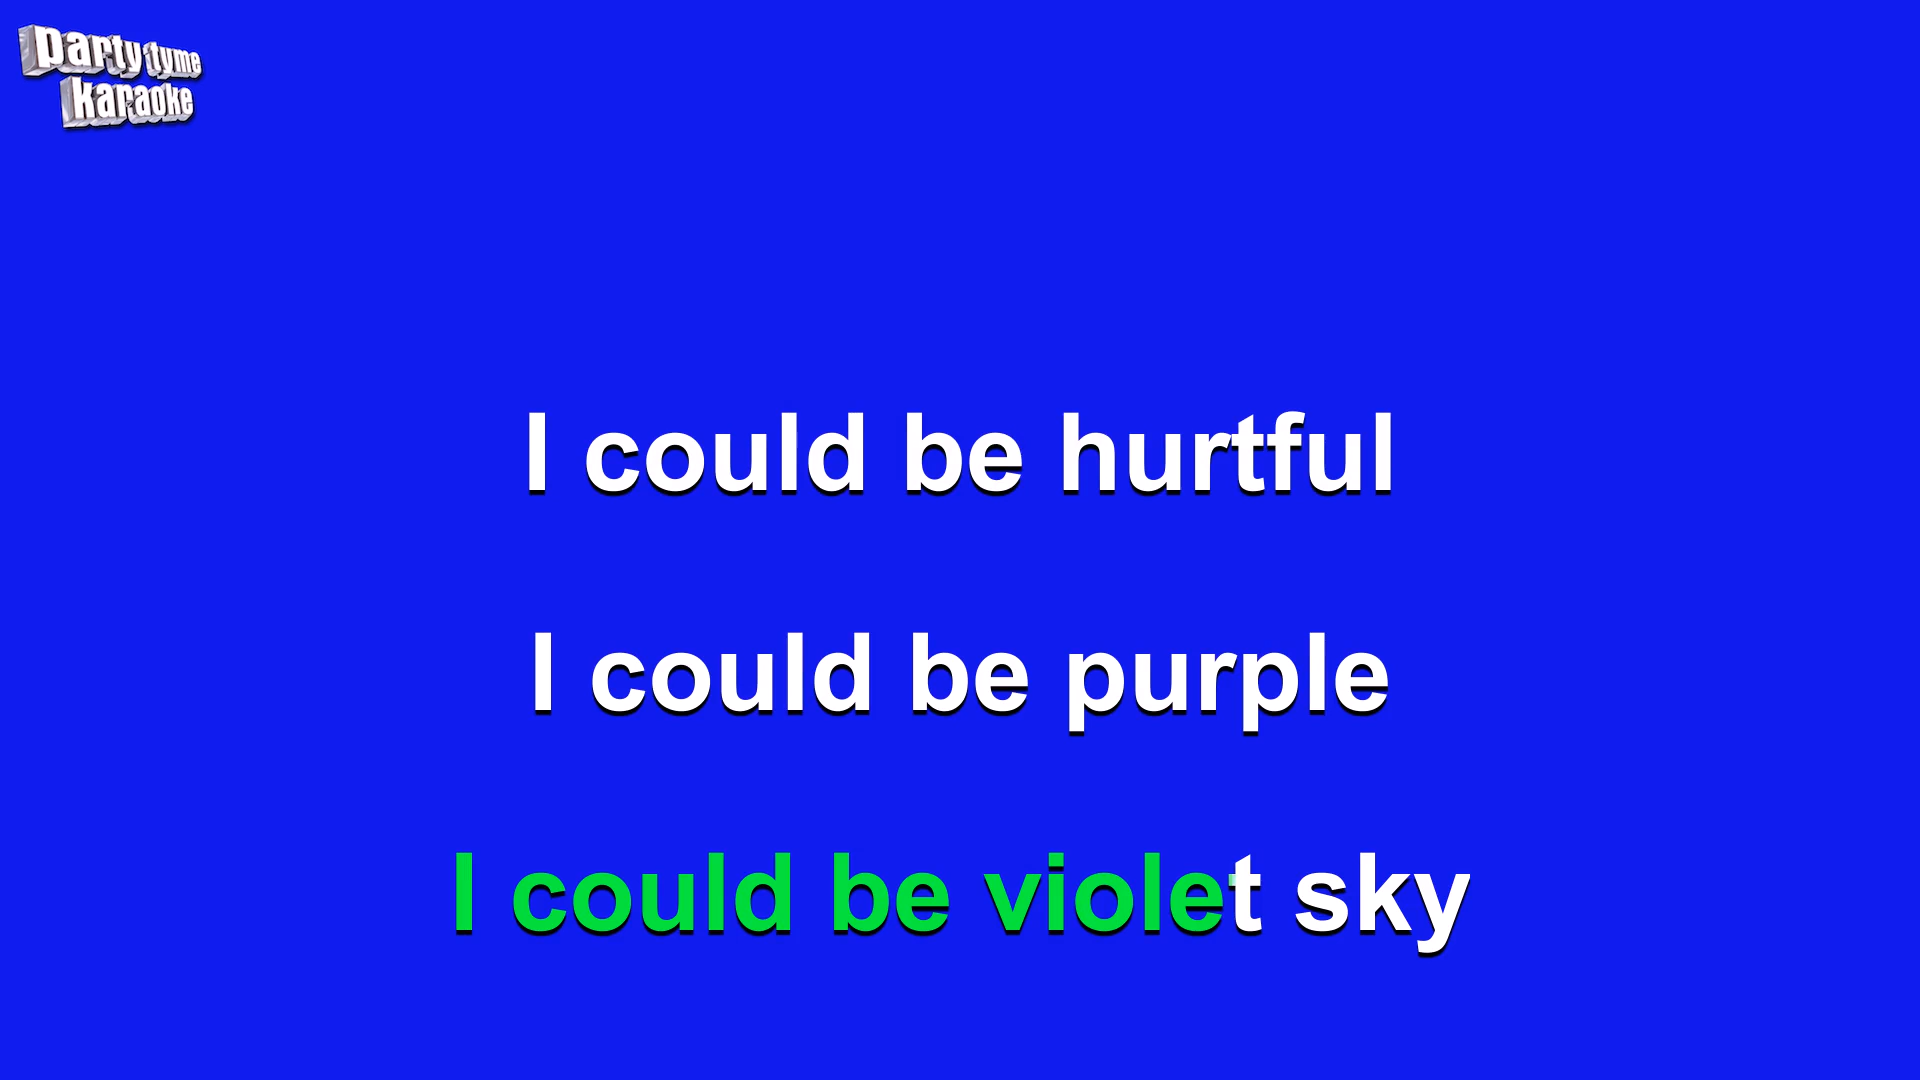 party tyme
karaoke
I could be hurtful
I could be purple
I could be violet sky